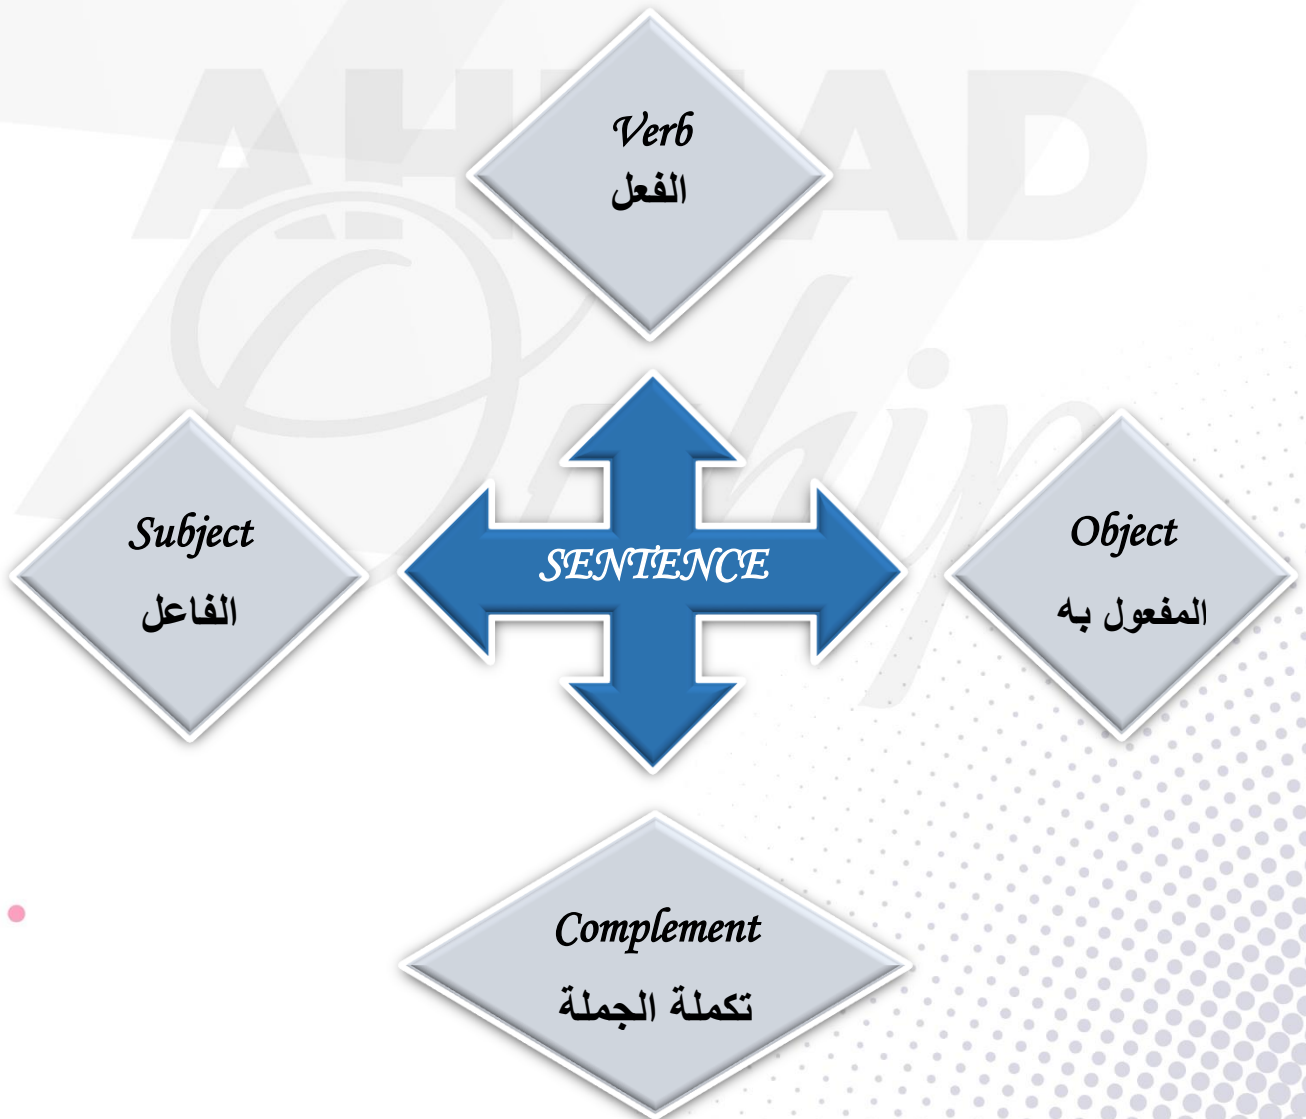 Verb
الفعل
Subject
الفاعل
SENTENCE
Object
المفعول به
Complement
تكملة الجملة